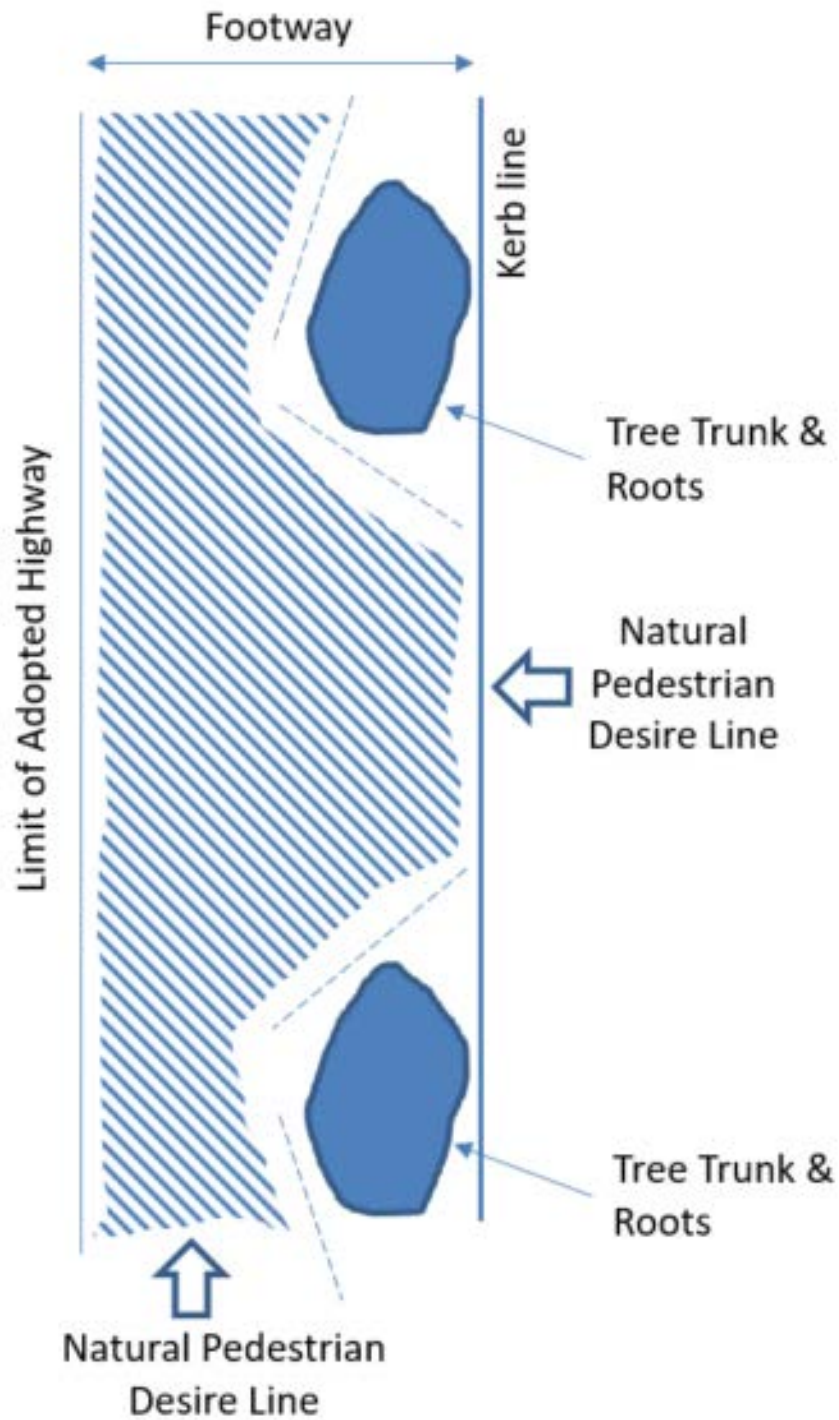 Footway
Kerb line
Limit of Adopted Highway
Tree Trunk &
Roots
Natural
Pedestrian
Desire Line
Tree Trunk &
Roots
Natural Pedestrian
Desire Line